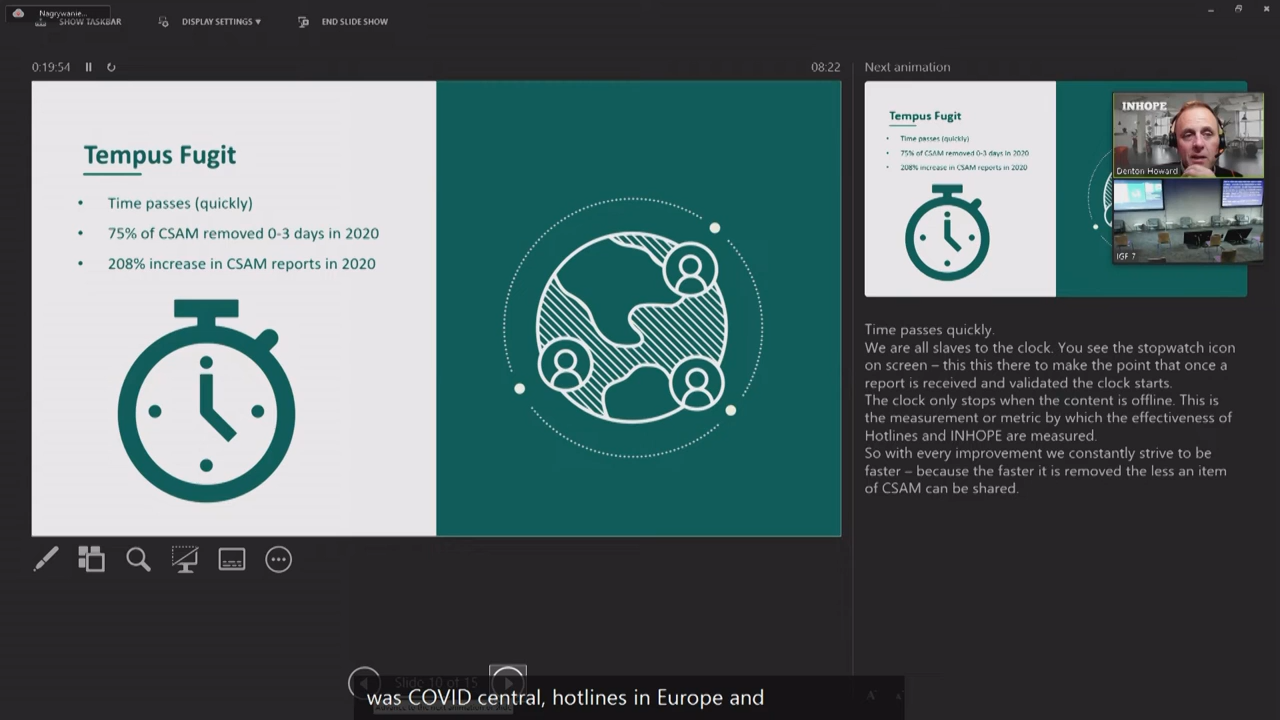 Nagrywanie...
SHOW TASKBAR
DISPLAY SETTINGS ▼
END SLIDE SHOW
0:19:54
08:22
Next animation
Tempus Fugit
• Time passes (quickly)
• 75% of CSAM removed 0-3 days in 2020
• 208% increase in CSAM reports in 2020
Tempus Fugit
• Time passes (quickly)
• 75% of CSAM removed 0-3 days in 2020
• 208% increase in CSAM reports in 2020
INHOPE
Denton Howard
IGF 7
Time passes quickly.
We are all slaves to the clock. You see the stopwatch icon
on screen – this this there to make the point that once a
report is received and validated the clock starts.
The clock only stops when the content is offline. This is
the measurement or metric by which the effectiveness of
Hotlines and INHOPE are measured.
So with every improvement we constantly strive to be
faster – because the faster it is removed the less an item
of CSAM can be shared.
Slide 10 of 15
was COVID central, hotlines in Europe and